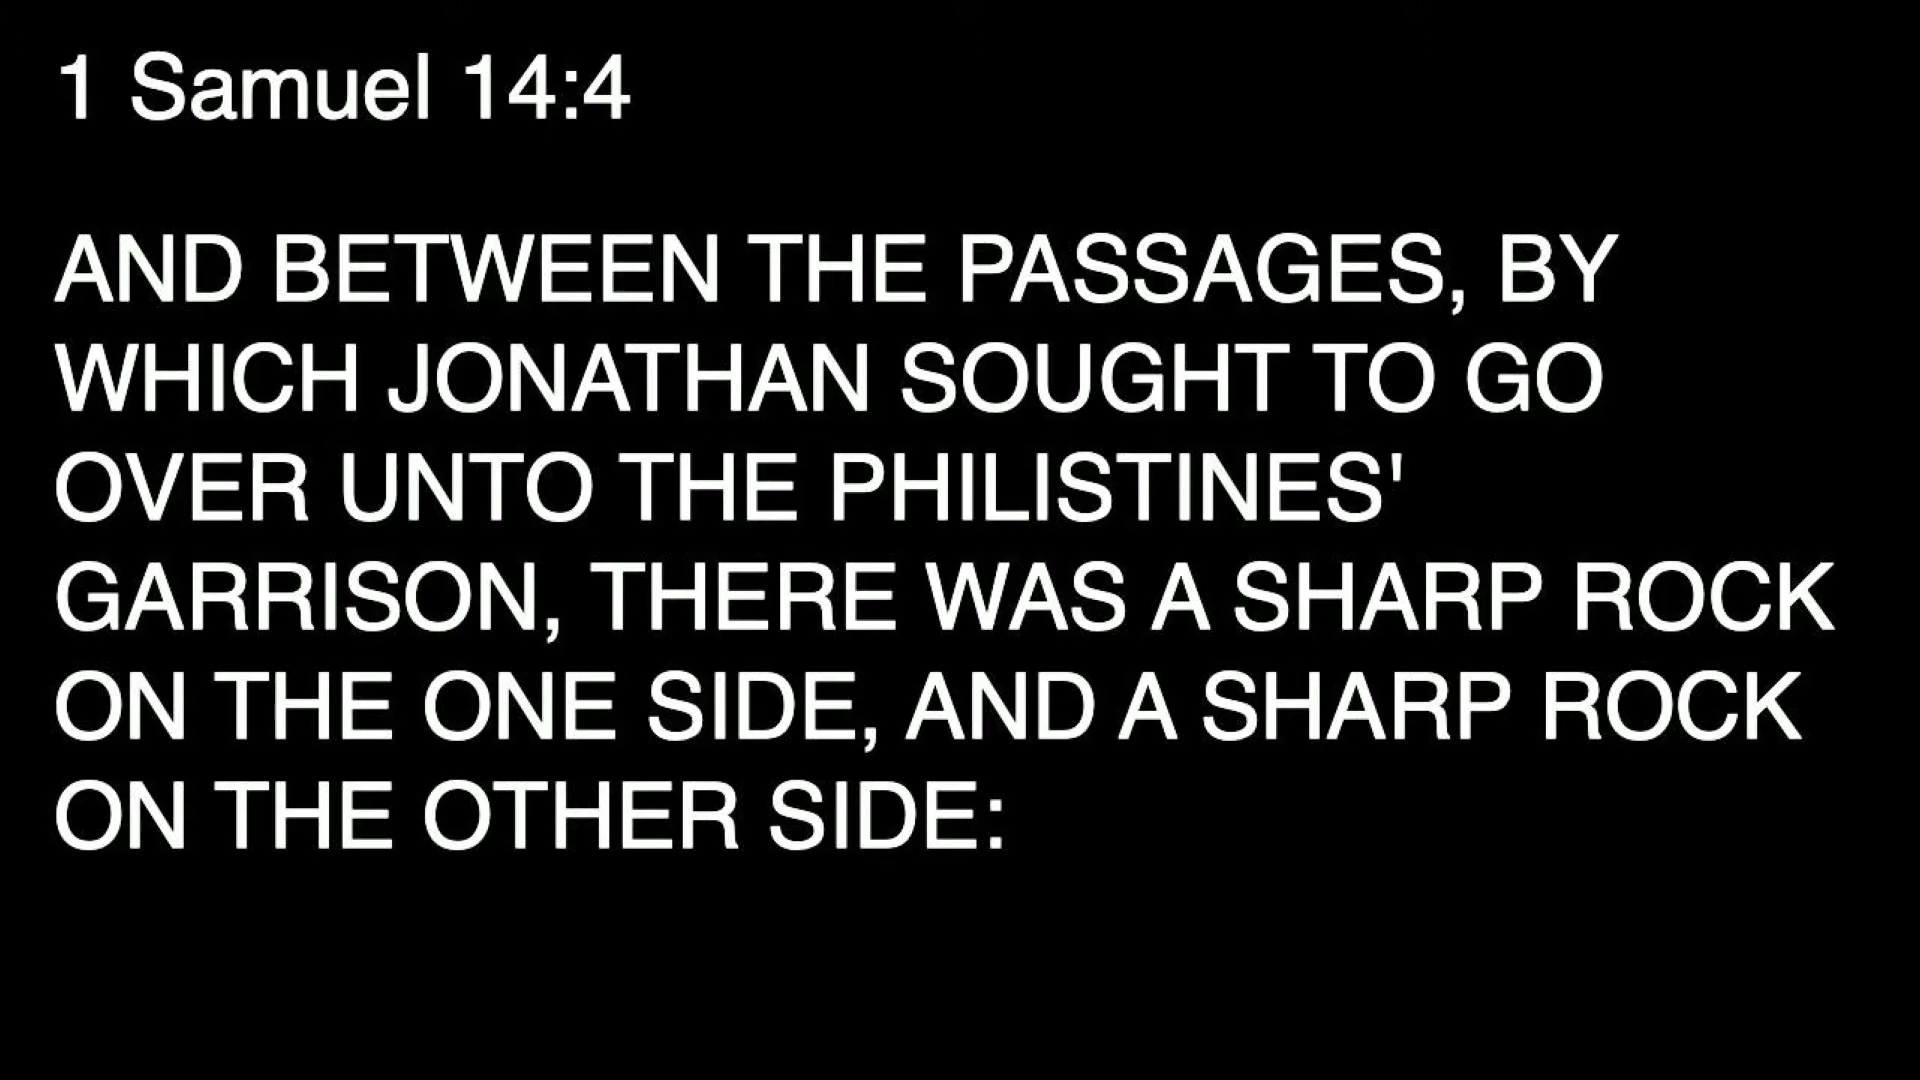 1 Samuel 14:4
AND BETWEEN THE PASSAGES, BY
WHICH JONATHAN SOUGHT TO GO
OVER UNTO THE PHILISTINES'
GARRISON, THERE WAS A SHARP ROCK
ON THE ONE SIDE, AND A SHARP ROCK
ON THE OTHER SIDE: